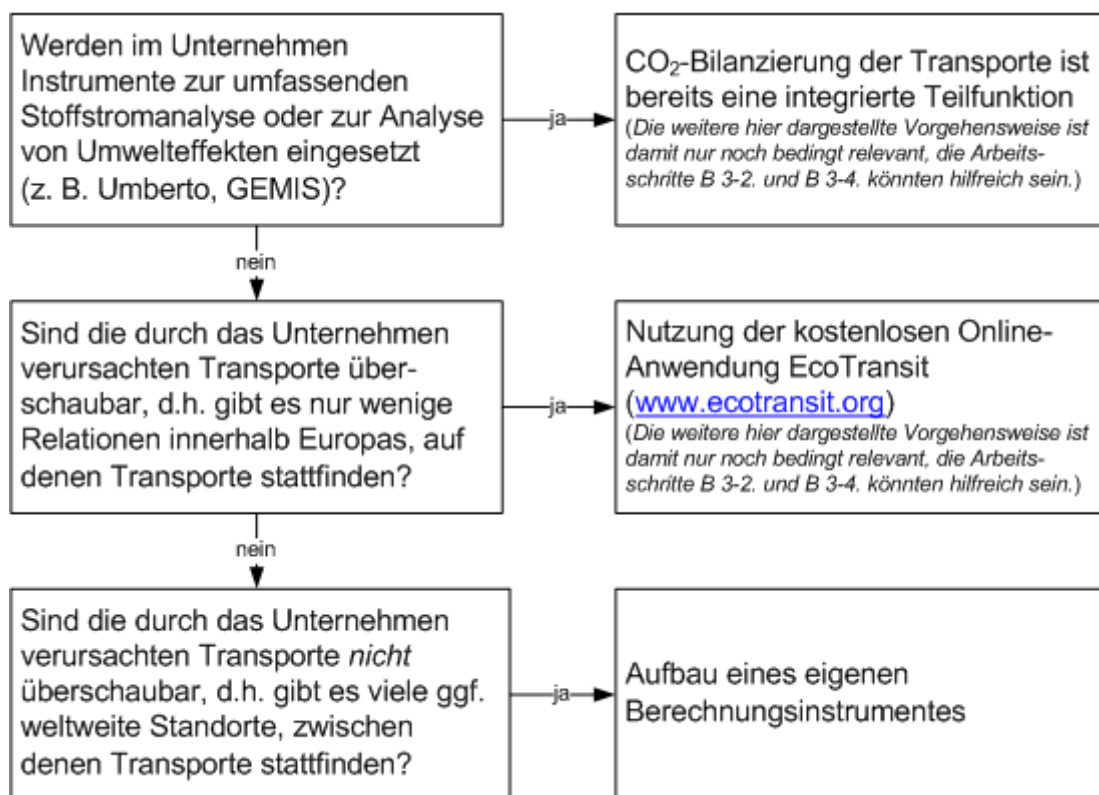 Werden im Unternehmen
Instrumente zur umfassenden
Stoffstromanalyse oder zur Analyse
von Umwelteffekten eingesetzt
(z. B. Umberto, GEMIS)?
ja
CO₂-Bilanzierung der Transporte ist
bereits eine integrierte Teilfunktion
(Die weitere hier dargestellte Vorgehensweise ist
damit nur noch bedingt relevant, die Arbeits-
schritte B 3-2. und B 3-4. könnten hilfreich sein.)
nein
Sind die durch das Unternehmen
verursachten Transporte über-
schaubar, d.h. gibt es nur wenige
Relationen innerhalb Europas, auf
denen Transporte stattfinden?
ja
Nutzung der kostenlosen Online-
Anwendung EcoTransit
(www.ecotransit.org)
(Die weitere hier dargestellte Vorgehensweise ist
damit nur noch bedingt relevant, die Arbeits-
schritte B 3-2. und B 3-4. könnten hilfreich sein.)
nein
Sind die durch das Unternehmen
verursachten Transporte nicht
überschaubar, d.h. gibt es viele ggf.
weltweite Standorte, zwischen
denen Transporte stattfinden?
ja
Aufbau eines eigenen
Berechnungsinstrumentes